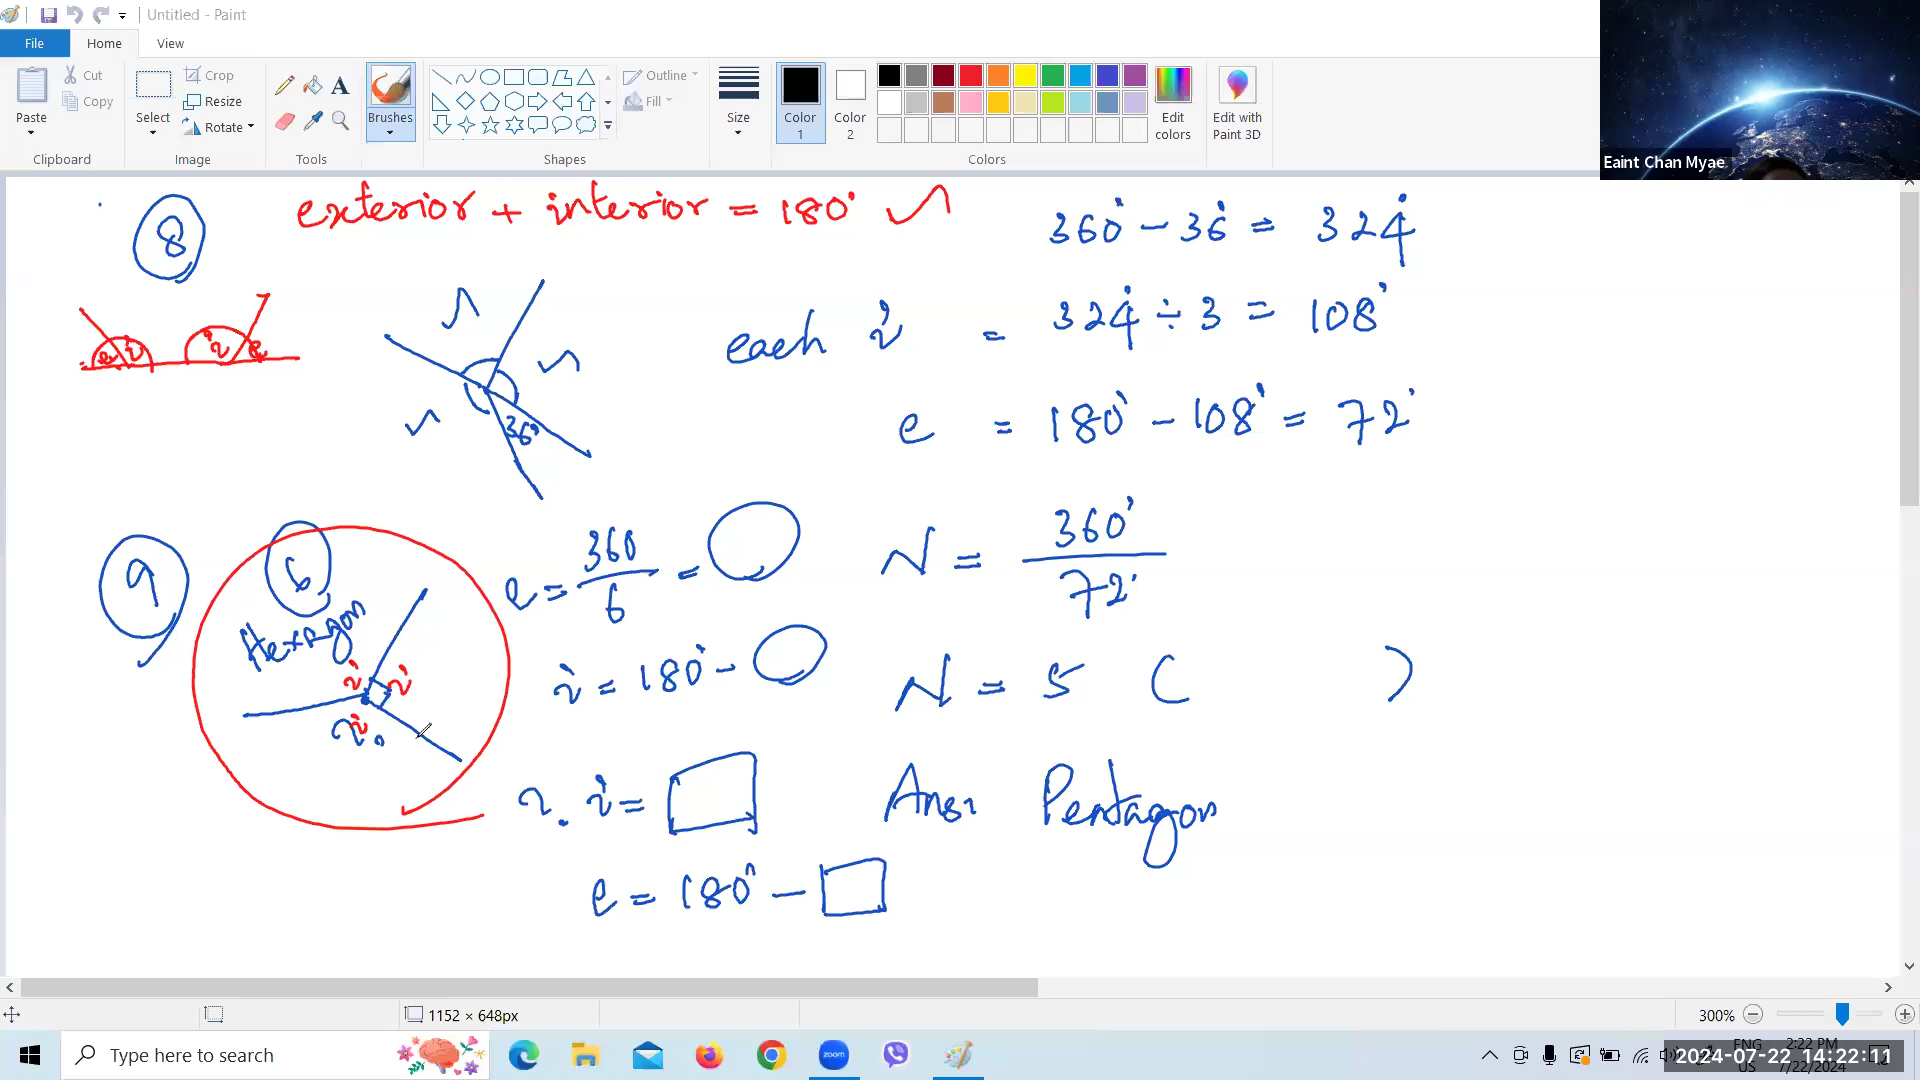 Untitled - Paint
File Home View
Paste Cut Copy Clipboard
Select Crop Resize Rotate Image
Tools
Brushes
Outline Fill Shapes
Size
Color 1 Color 2 Edit colors Colors
Edit with Paint 3D
Eaint Chan Myae
8 exterior + interior = 180°
360° - 36° = 324°
e i i e
each i = 324° ÷ 3 = 108°
36°
e = 180° - 108° = 72°
9 6 Hexagon
e = 360 / 6 =
N = 360° / 72°
i i
i
i = 180° -
N = 5 ( )
i =
Ans: Pentagon
e = 180° -
1152 × 648px
300%
Type here to search
zoom
ENG
US
2:22 PM
7/22/2024
2024-07-22 14:22:11